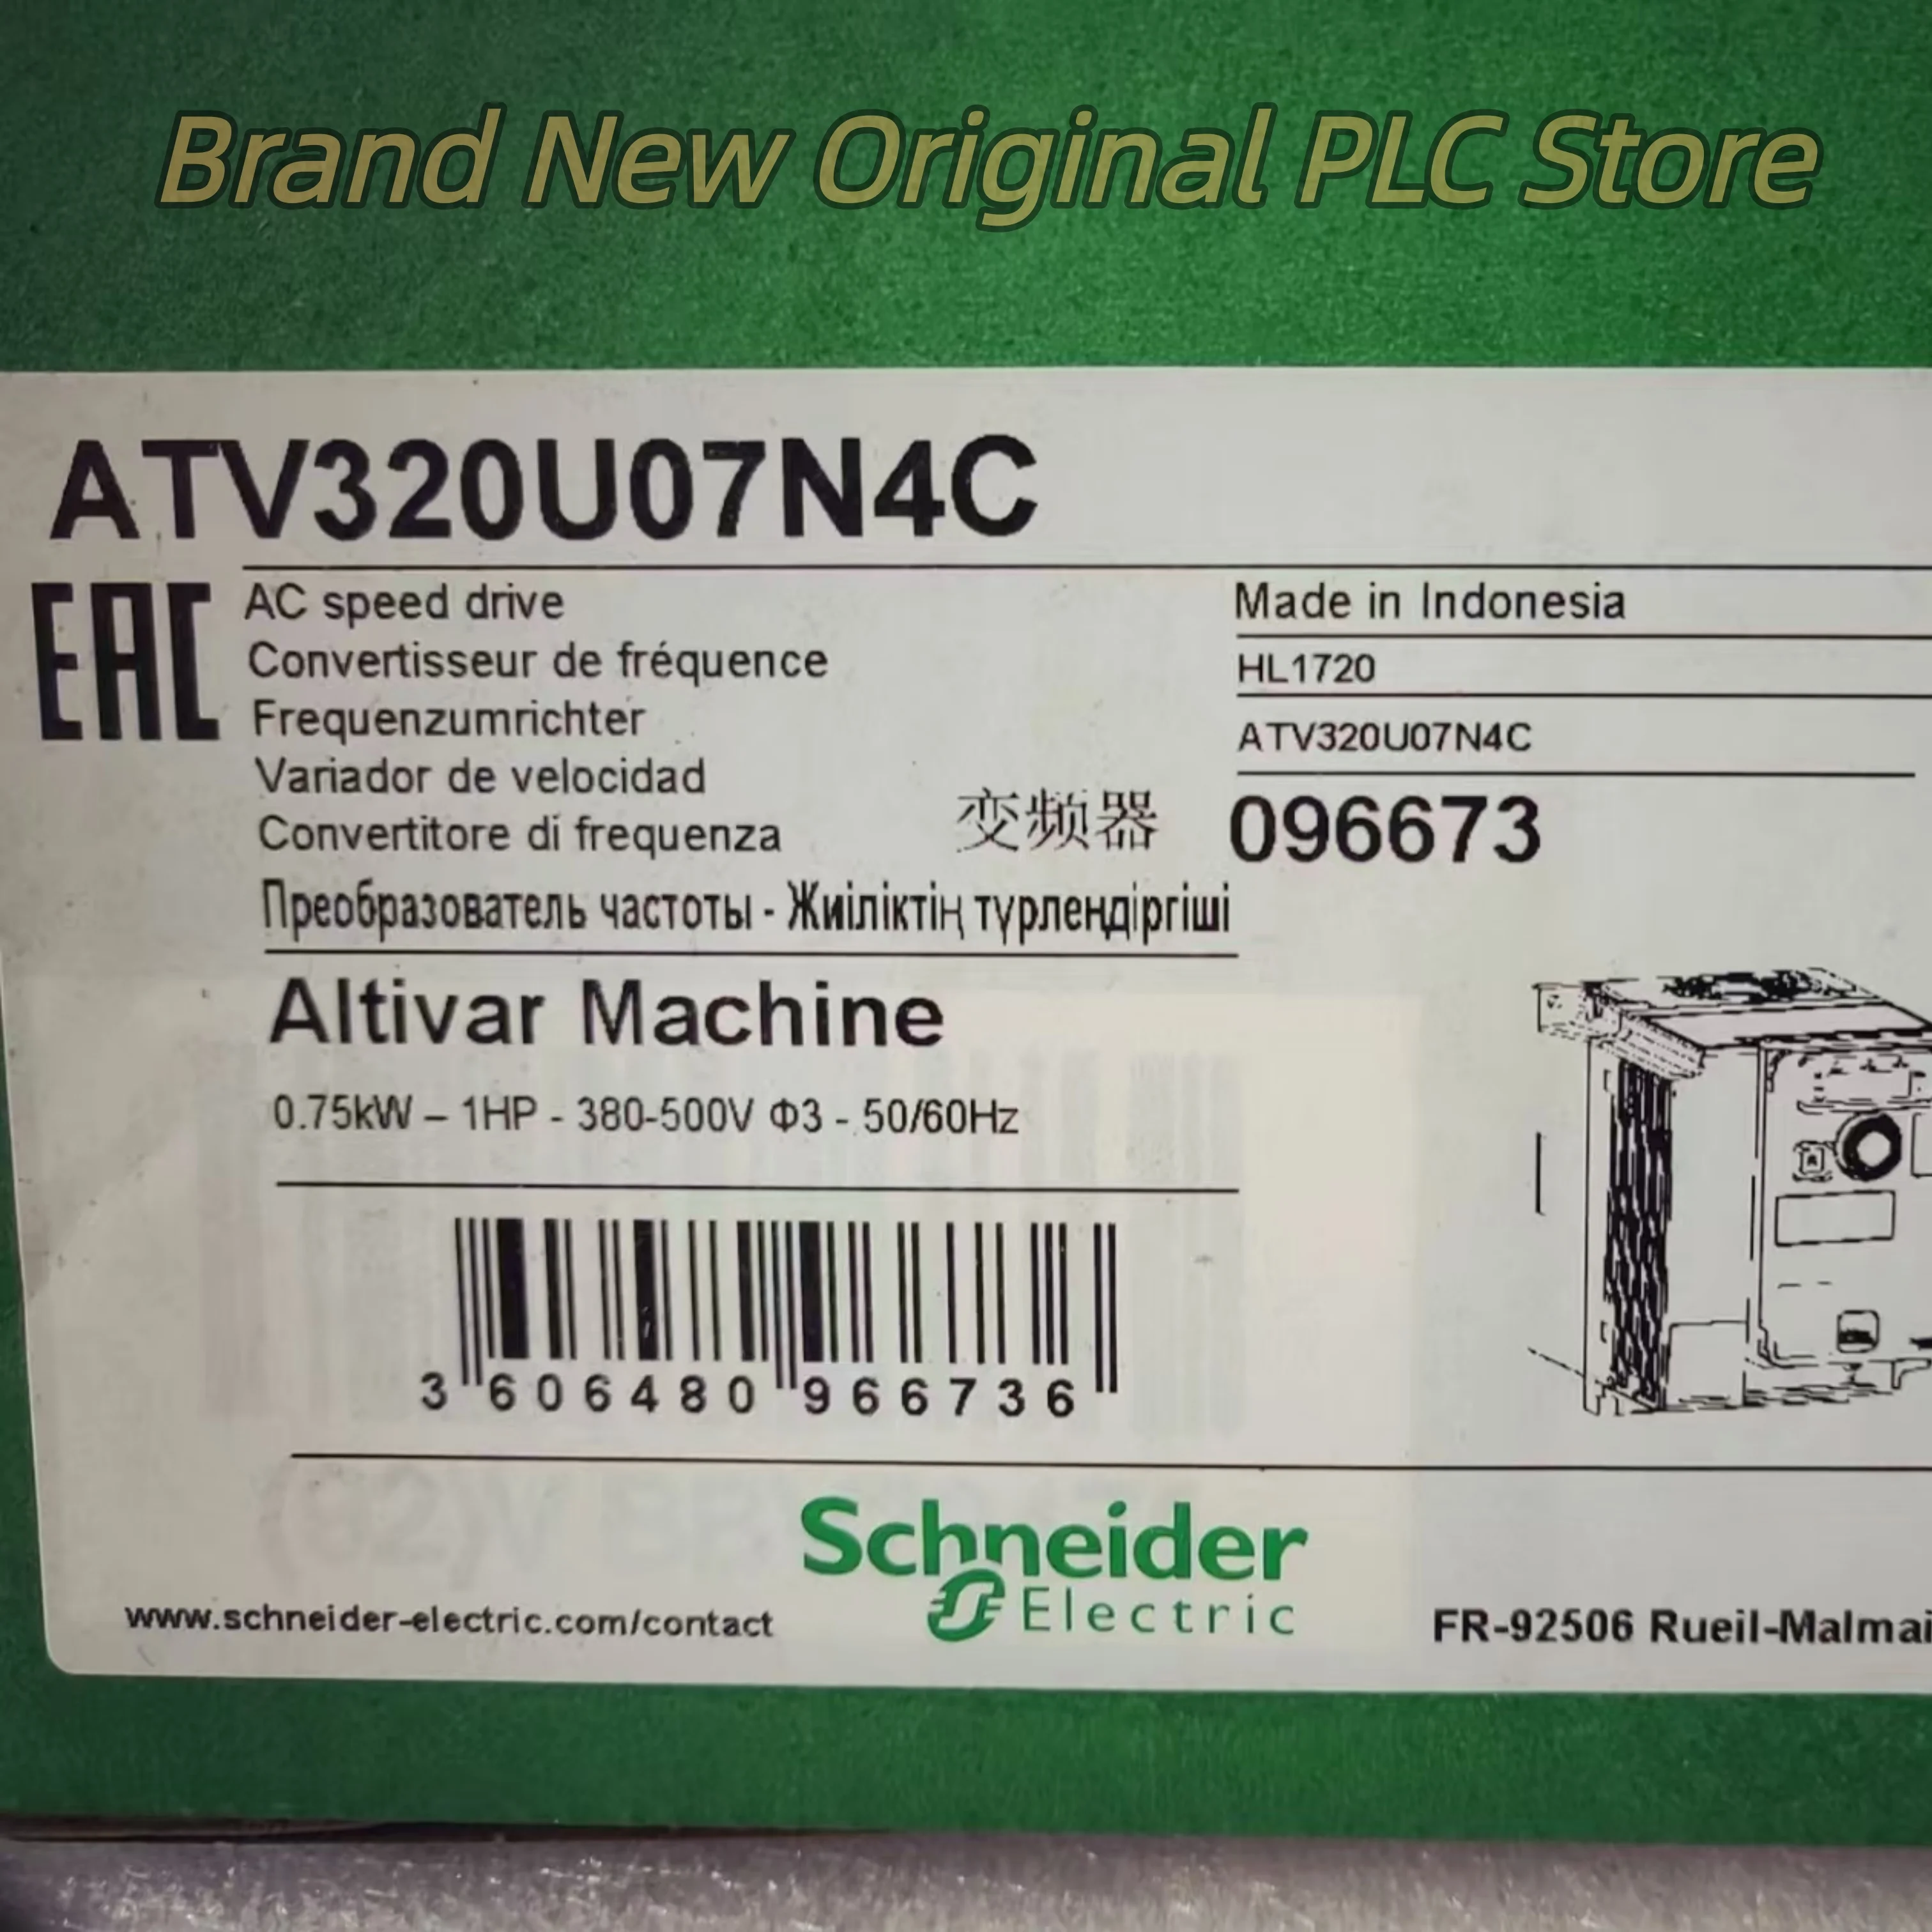 Brand New Original PLC Store
ATV320U07N4C
EAC
AC speed drive
Convertisseur de fréquence
Frequenzumrichter
Variador de velocidad
Convertitore di frequenza
变频器
Преобразователь частоты - Жиіліктің түрлендіргіші
Made in Indonesia
HL1720
ATV320U07N4C
096673
Altivar Machine
0.75kW – 1HP - 380-500V Φ3 - 50/60Hz
3 606480 966736
Schneider
Electric
www.schneider-electric.com/contact
FR-92506 Rueil-Malmai